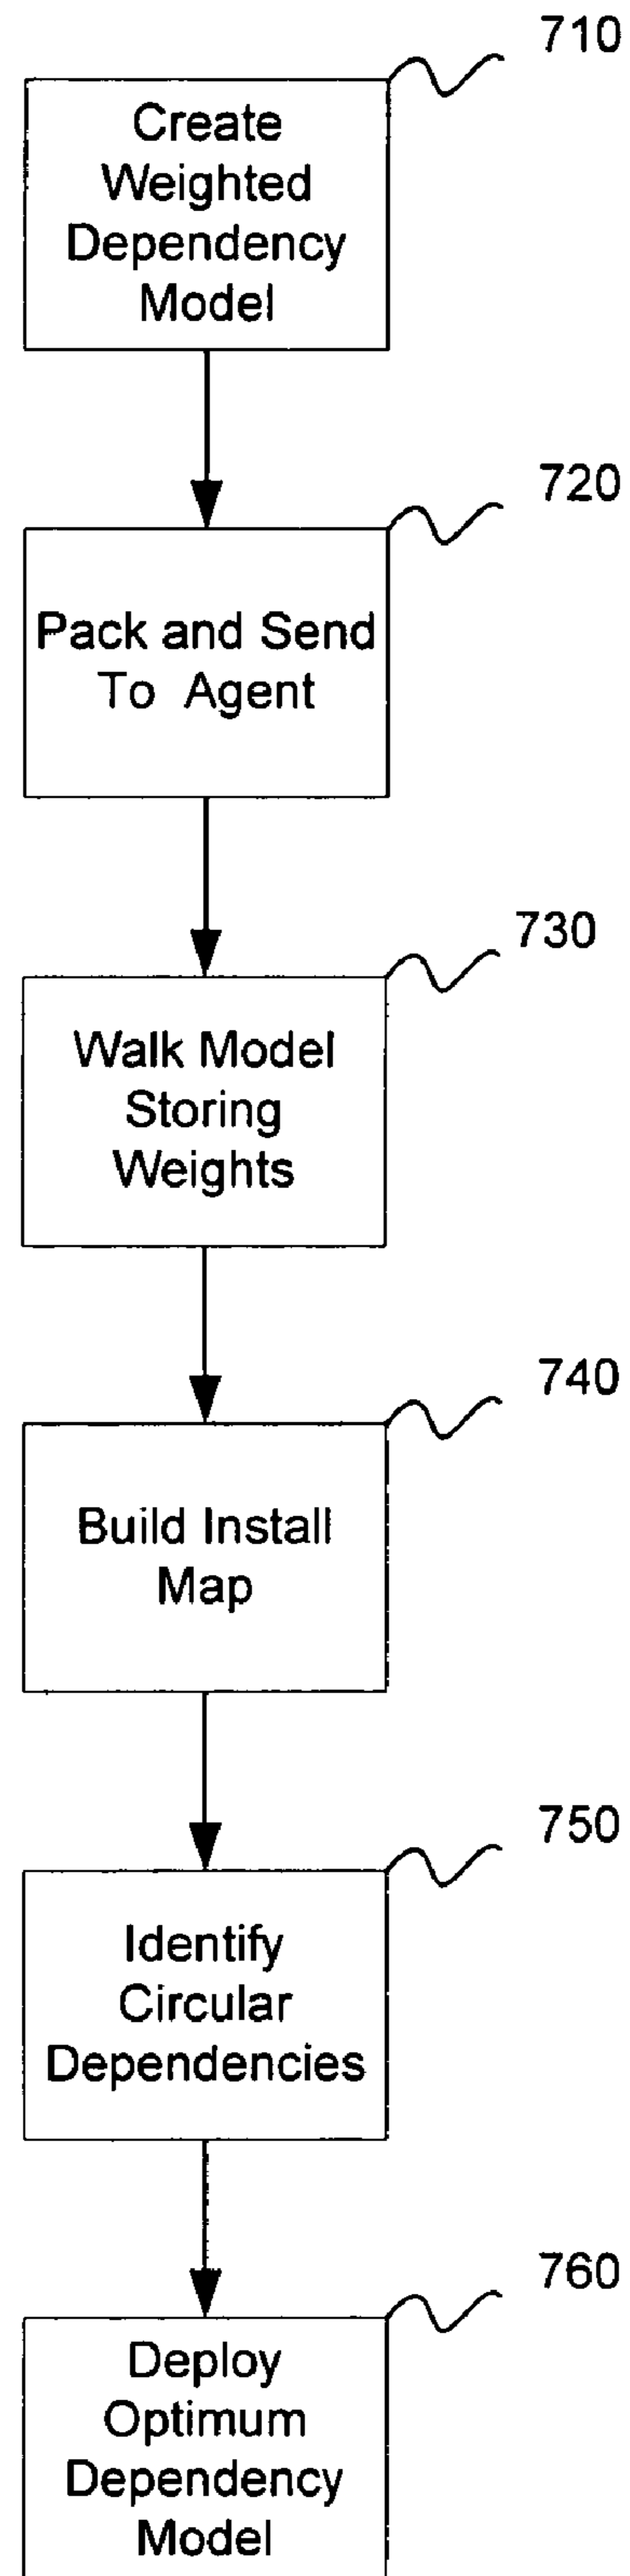 710
Create
Weighted
Dependency
Model
720
Pack and Send
To Agent
730
Walk Model
Storing
Weights
740
Build Install
Map
750
Identify
Circular
Dependencies
760
Deploy
Optimum
Dependency
Model